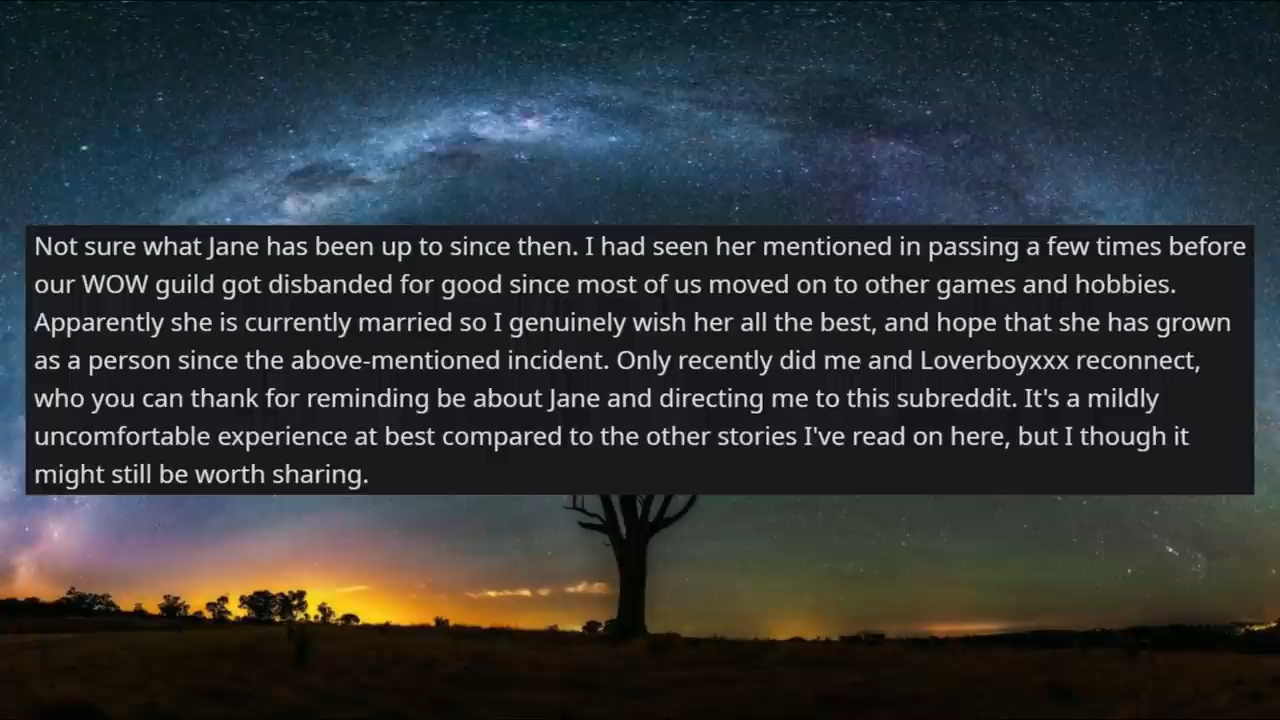 Not sure what Jane has been up to since then. I had seen her mentioned in passing a few times before
our WOW guild got disbanded for good since most of us moved on to other games and hobbies.
Apparently she is currently married so I genuinely wish her all the best, and hope that she has grown
as a person since the above-mentioned incident. Only recently did me and Loverboyxxx reconnect,
who you can thank for reminding be about Jane and directing me to this subreddit. It's a mildly
uncomfortable experience at best compared to the other stories I've read on here, but I though it
might still be worth sharing.